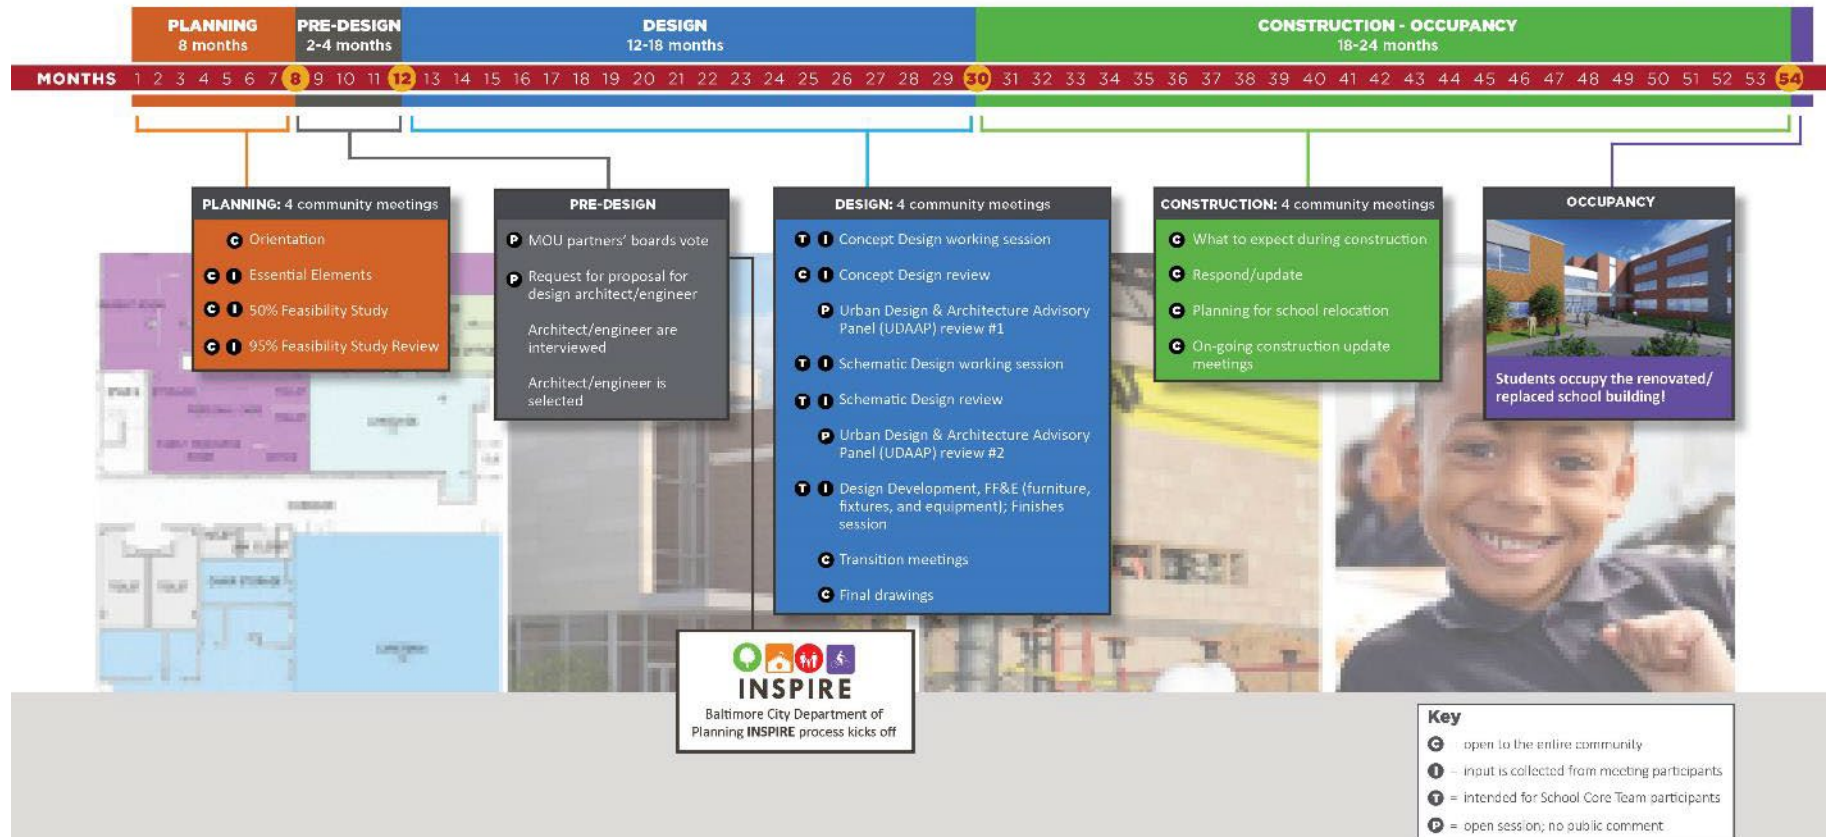 PLANNING
8 months
PRE-DESIGN
2-4 months
DESIGN
12-18 months
CONSTRUCTION - OCCUPANCY
18-24 months
MONTHS 1 2 3 4 5 6 7 8 9 10 11 12 13 14 15 16 17 18 19 20 21 22 23 24 25 26 27 28 29 30 31 32 33 34 35 36 37 38 39 40 41 42 43 44 45 46 47 48 49 50 51 52 53 54
PLANNING: 4 community meetings
C Orientation
C I Essential Elements
C I 50% Feasibility Study
C I 95% Feasibility Study Review
PRE-DESIGN
P MOU partners' boards vote
P Request for proposal for
design architect/engineer
Architect/engineer are
interviewed
Architect/engineer is
selected
DESIGN: 4 community meetings
T I Concept Design working session
C I Concept Design review
P Urban Design & Architecture Advisory
Panel (UDAAP) review #1
T I Schematic Design working session
T I Schematic Design review
P Urban Design & Architecture Advisory
Panel (UDAAP) review #2
T I Design Development, FF&E (furniture,
fixtures, and equipment); Finishes
session
C Transition meetings
C Final drawings
CONSTRUCTION: 4 community meetings
C What to expect during construction
C Respond/update
C Planning for school relocation
C On-going construction update
meetings
OCCUPANCY
Students occupy the renovated/
replaced school building!
INSPIRE
Baltimore City Department of
Planning INSPIRE process kicks off
Key
C open to the entire community
I – input is collected from meeting participants
T = intended for School Core Team participants
P = open session; no public comment